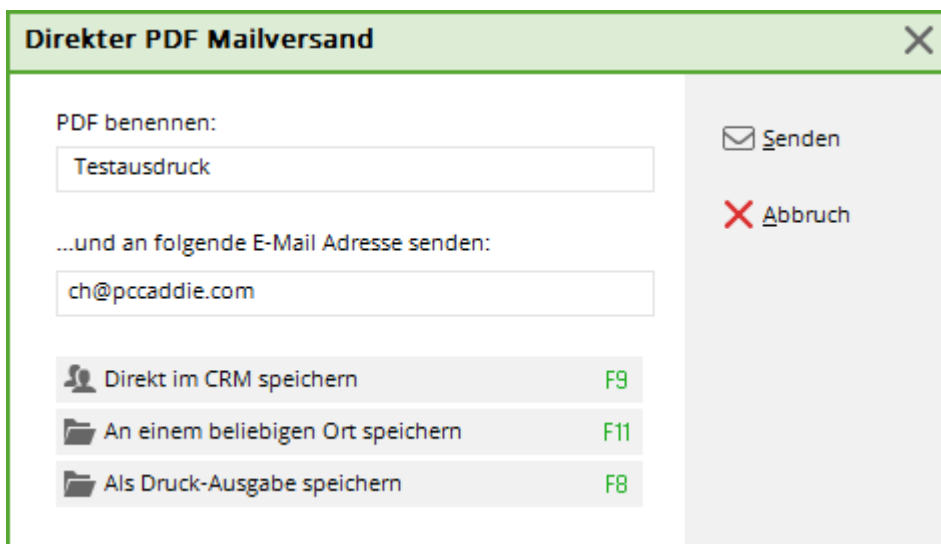 Direkter PDF Mailversand
PDF benennen:
Testausdruck
...und an folgende E-Mail Adresse senden:
ch@pccaddie.com
Direkt im CRM speichern F9
An einem beliebigen Ort speichern F11
Als Druck-Ausgabe speichern F8
Senden
Abbruch